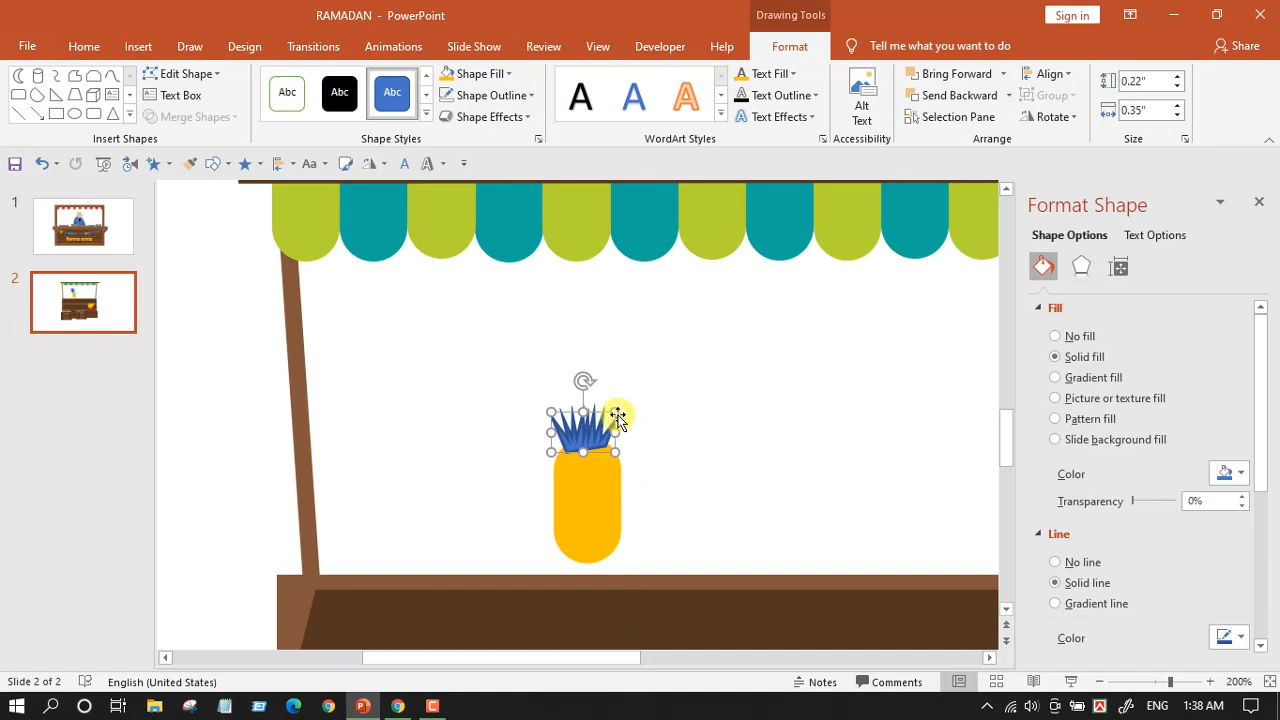 RAMADAN - PowerPoint
Drawing Tools
Sign in
File
Home
Insert
Draw
Design
Transitions
Animations
Slide Show
Review
View
Developer
Help
Format
Tell me what you want to do
Share
Edit Shape
Text Box
Merge Shapes
Insert Shapes
Abc
Abc
Abc
Shape Fill
Shape Outline
Shape Effects
Shape Styles
A
A
A
Text Fill
Text Outline
Text Effects
WordArt Styles
Alt
Text
Accessibility
Bring Forward
Send Backward
Selection Pane
Align
Group
Rotate
Arrange
0.22"
0.35"
Size
Aa
A
A
1
2
Format Shape
Shape Options
Text Options
Fill
No fill
Solid fill
Gradient fill
Picture or texture fill
Pattern fill
Slide background fill
Color
Transparency
0%
Line
No line
Solid line
Gradient line
Color
Slide 2 of 2
English (United States)
Notes
Comments
200%
ENG
1:38 AM